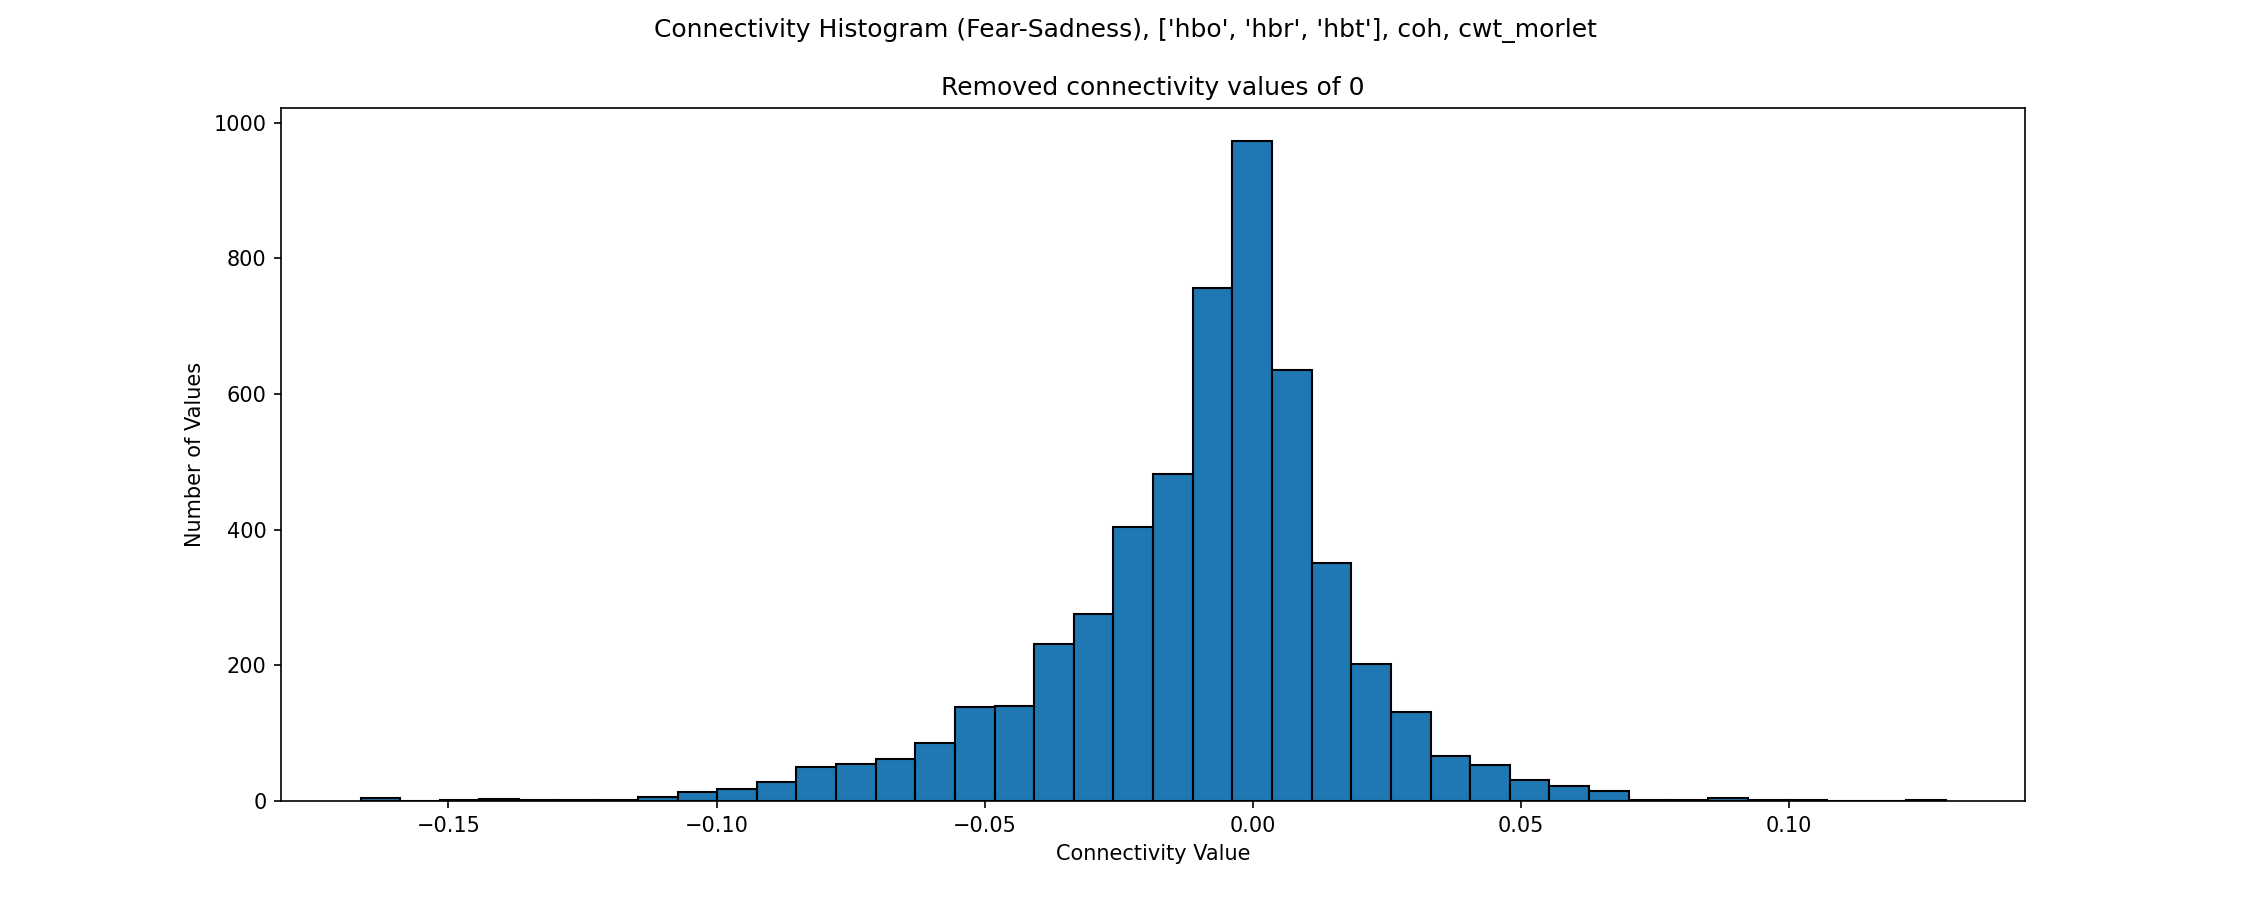 Connectivity Histogram (Fear-Sadness), ['hbo', 'hbr', 'hbt'], coh, cwt_morlet
Removed connectivity values of 0
1000
800
600
400
200
0
Number of Values
−0.15 −0.10 −0.05 0.00 0.05 0.10
Connectivity Value